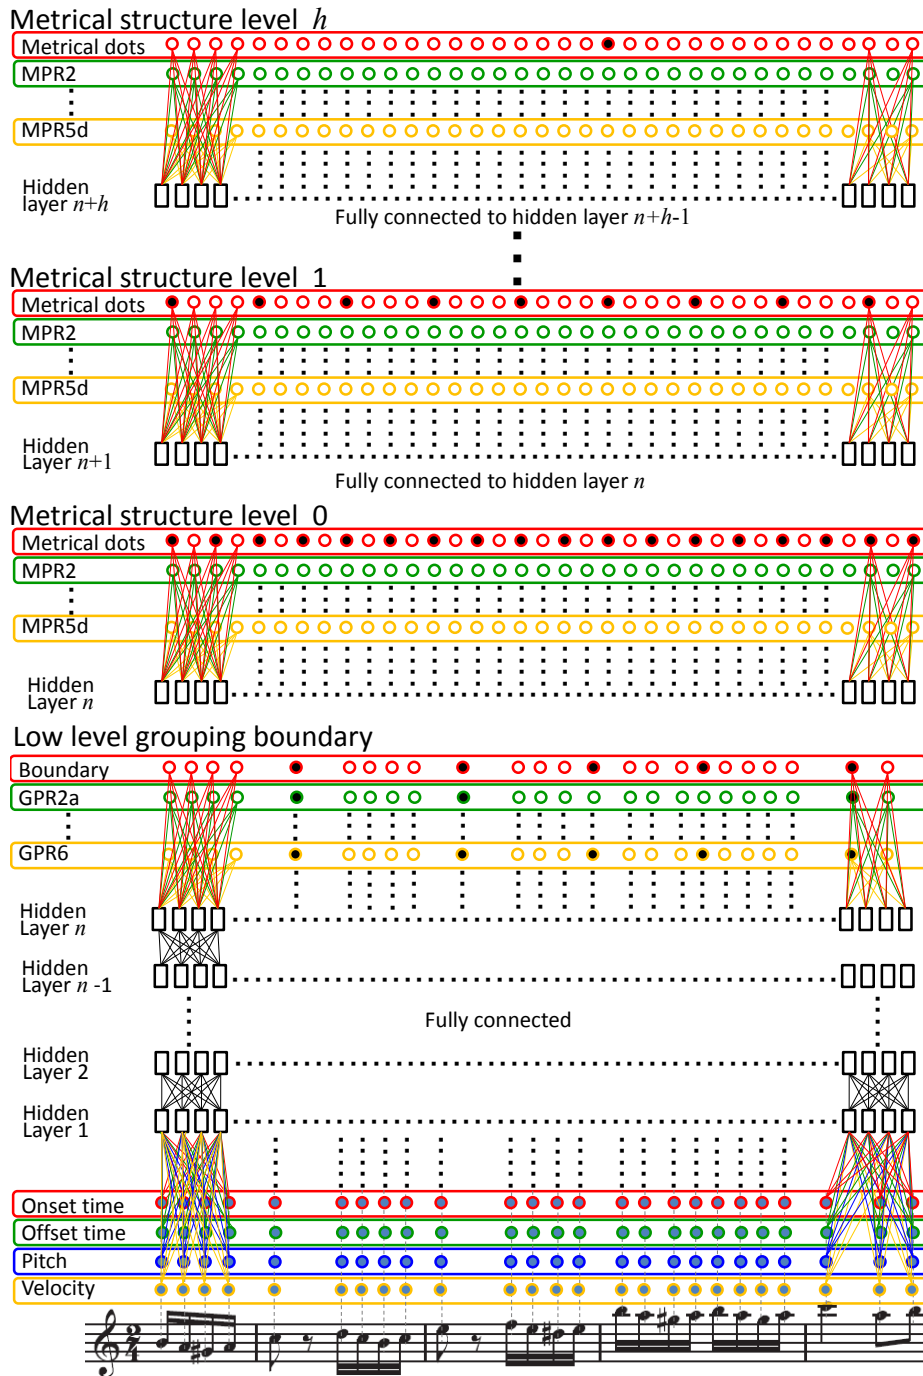 Metrical structure level h
Metrical dots
MPR2
MPR5d
Hidden
layer n+h
Fully connected to hidden layer n+h-1
Metrical structure level 1
Metrical dots
MPR2
MPR5d
Hidden
Layer n+1
Fully connected to hidden layer n
Metrical structure level 0
Metrical dots
MPR2
MPR5d
Hidden
Layer n
Low level grouping boundary
Boundary
GPR2a
GPR6
Hidden
Layer n
Hidden
Layer n -1
Fully connected
Hidden
Layer 2
Hidden
Layer 1
Onset time
Offset time
Pitch
Velocity
2
4